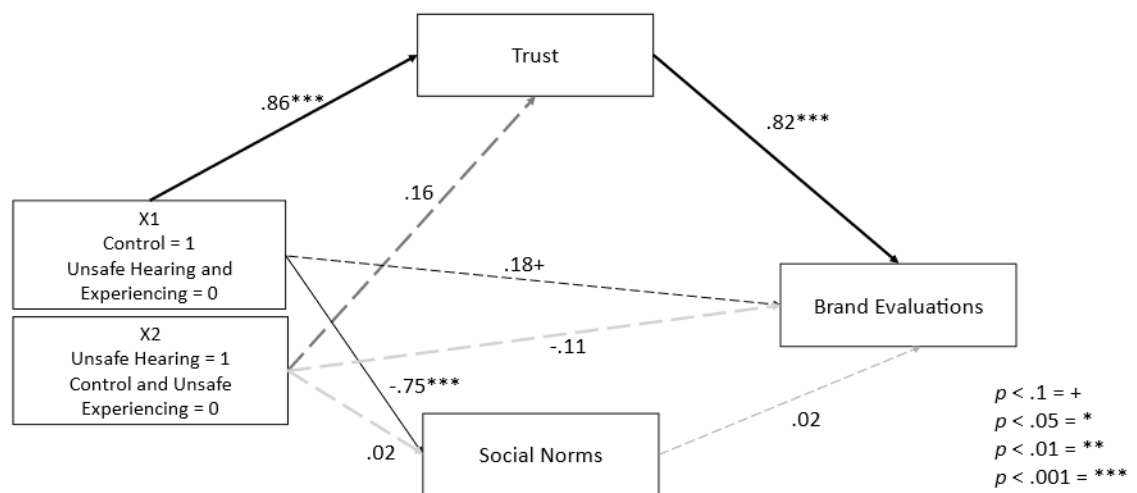 Trust
.86***
.82***
.16
X1
Control = 1
Unsafe Hearing and
Experiencing = 0
.18+
Brand Evaluations
X2
Unsafe Hearing = 1
Control and Unsafe
Experiencing = 0
-.11
-.75***
.02
Social Norms
.02
p < .1 = +
p < .05 = *
p < .01 = **
p < .001 = ***